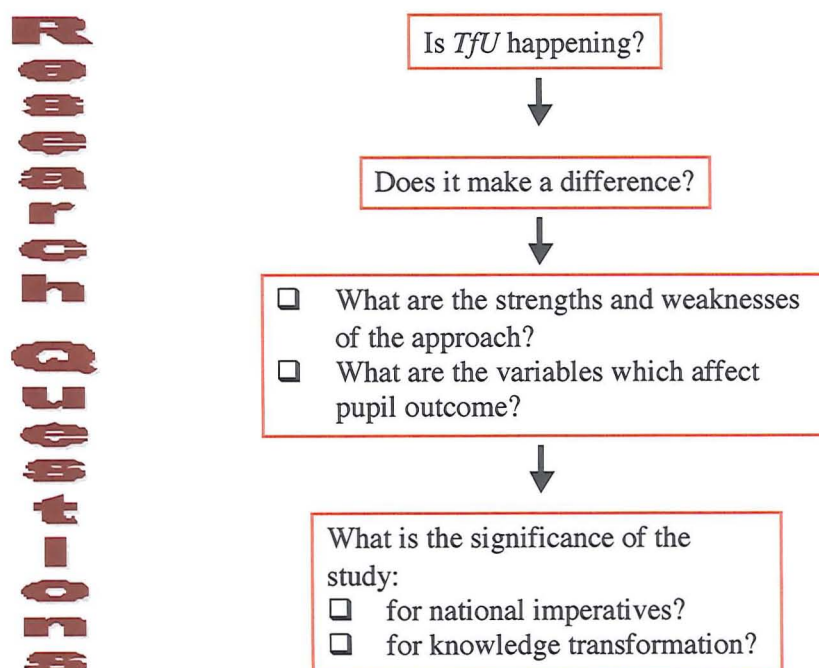 Research Questions
Is TfU happening?
Does it make a difference?
❑ What are the strengths and weaknesses
of the approach?
❑ What are the variables which affect
pupil outcome?
What is the significance of the
study:
❑ for national imperatives?
❑ for knowledge transformation?